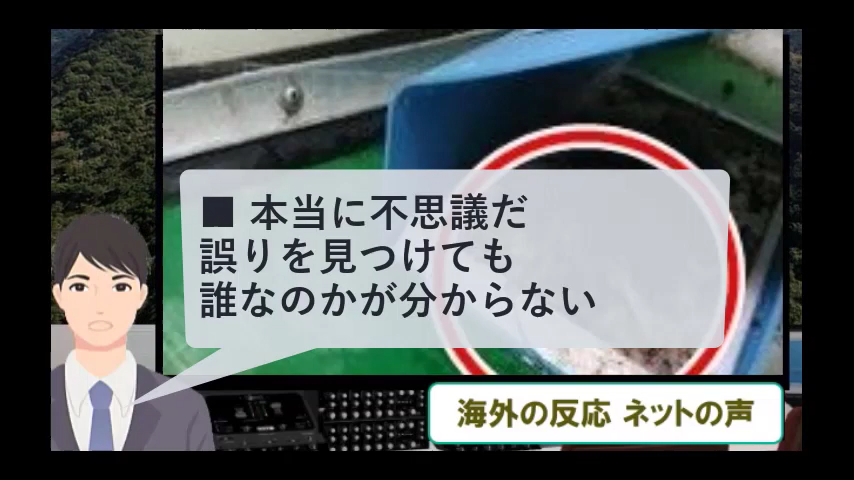 ■ 本当に不思議だ
誤りを見つけても
誰なのかが分からない
海外の反応 ネットの声